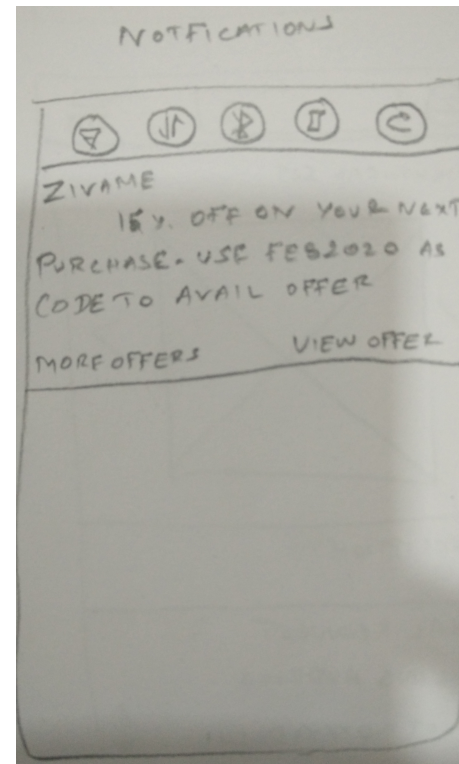 NOTFICATIONS
ZIVAME
15%. OFF ON YOUR NEXT
PURCHASE. USE FEB2020 AS
CODE TO AVAIL OFFER
MORE OFFERS VIEW OFFER